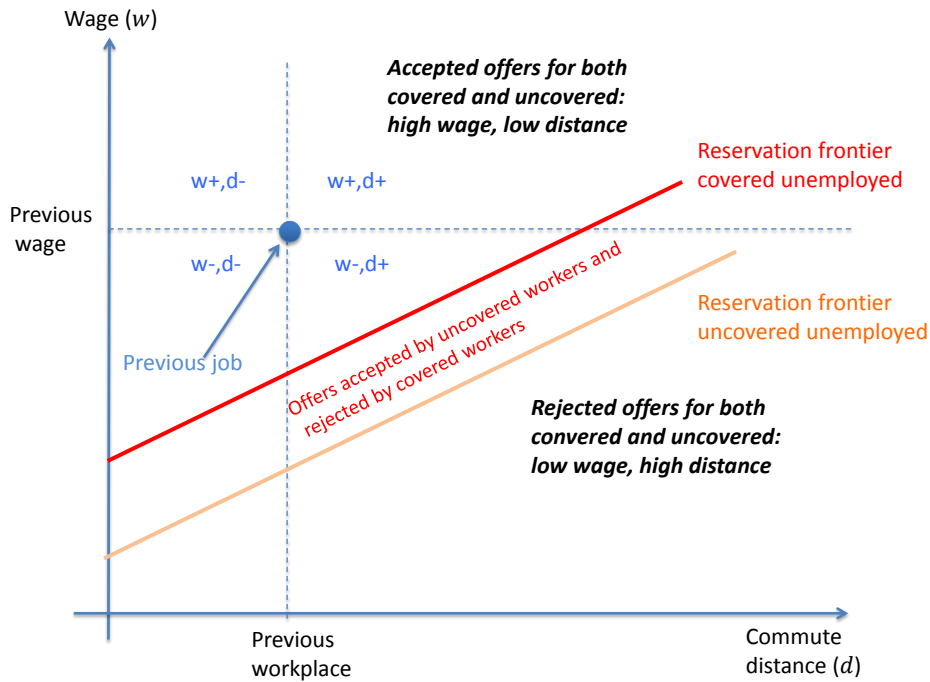 Wage (w)
Accepted offers for both
covered and uncovered:
high wage, low distance
Reservation frontier
covered unemployed
w+,d-
w+,d+
Previous
wage
w-,d-
w-,d+
Previous job
Offers accepted by uncovered workers and
rejected by covered workers
Reservation frontier
uncovered unemployed
Rejected offers for both
convered and uncovered:
low wage, high distance
Previous
workplace
Commute
distance (d)